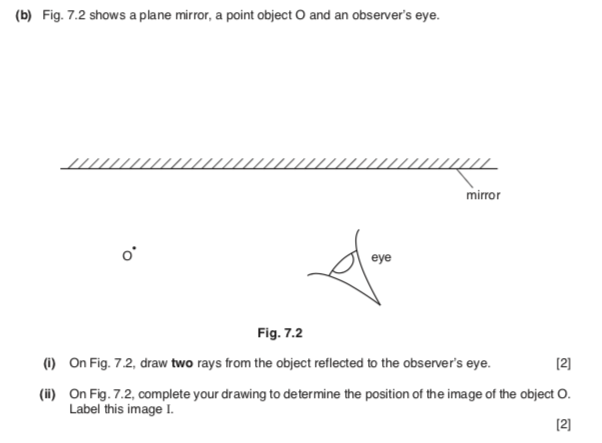 (b) Fig. 7.2 shows a plane mirror, a point object O and an observer's eye.
mirror
O
eye
Fig. 7.2
(i) On Fig. 7.2, draw two rays from the object reflected to the observer's eye. [2]
(ii) On Fig. 7.2, complete your drawing to determine the position of the image of the object O.
Label this image I.
[2]